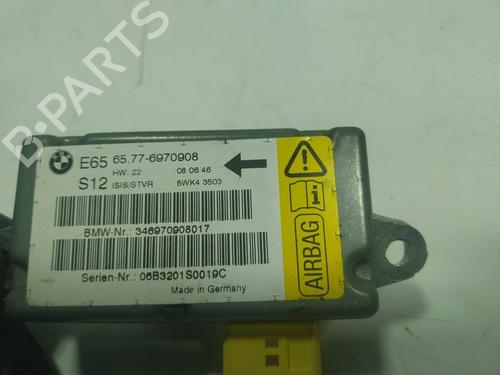 B-PARTS
BMW
E65 65.77-6970908
HW: 22 08 06 46
S12 ISIS/STVR 5WK4 3503
BMW-Nr.: 346970908017
Serien-Nr.: 06B3201S0019C
Made in Germany
AIRBAG